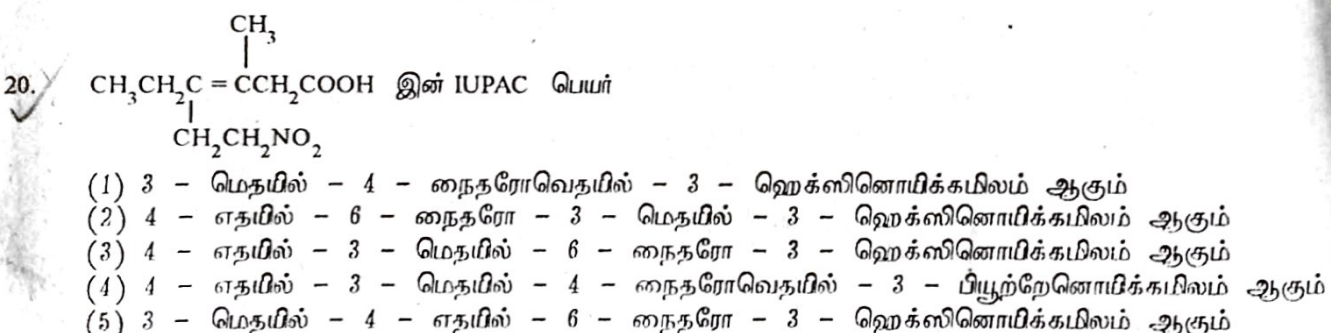 CH₃
20. CH₃CH₂C = CCH₂COOH இன் IUPAC பெயர்
CH₂CH₂NO₂
(1) 3 – மெதயில் – 4 – நைதரோவெதயில் – 3 – ஹெக்ஸினொயிக்கமிலம் ஆகும்
(2) 4 – எதயில் – 6 – நைதரோ – 3 – மெதயில் – 3 – ஹெக்ஸினொயிக்கமிலம் ஆகும்
(3) 4 – எதயில் – 3 – மெதயில் – 6 – நைதரோ – 3 – ஹெக்ஸினொயிக்கமிலம் ஆகும்
(4) 4 – எதயில் – 3 – மெதயில் – 4 – நைதரோவெதயில் – 3 – பியூற்றேனொயிக்கமிலம் ஆகும்
(5) 3 – மெதயில் – 4 – எதயில் – 6 – நைதரோ – 3 – ஹெக்ஸினொயிக்கமிலம் ஆகும்